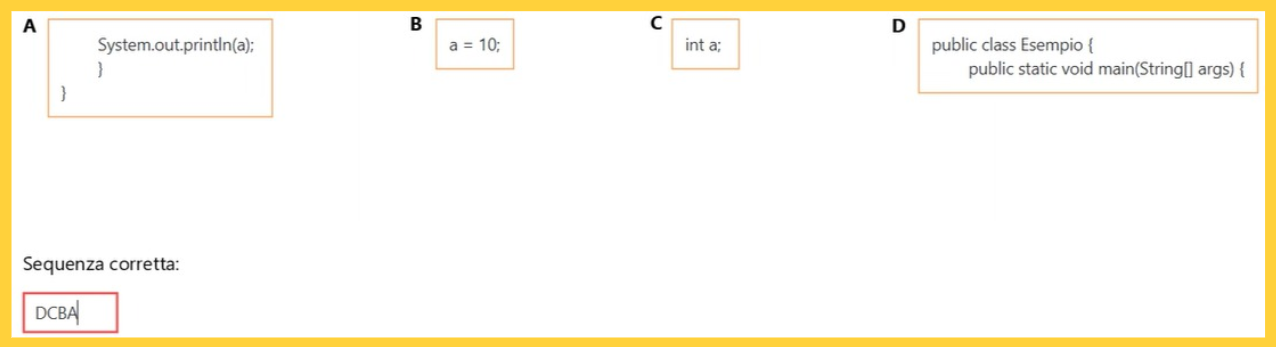 A
System.out.println(a);
}
}
B
a = 10;
C
int a;
D
public class Esempio {
public static void main(String[] args) {
Sequenza corretta:
DCBA